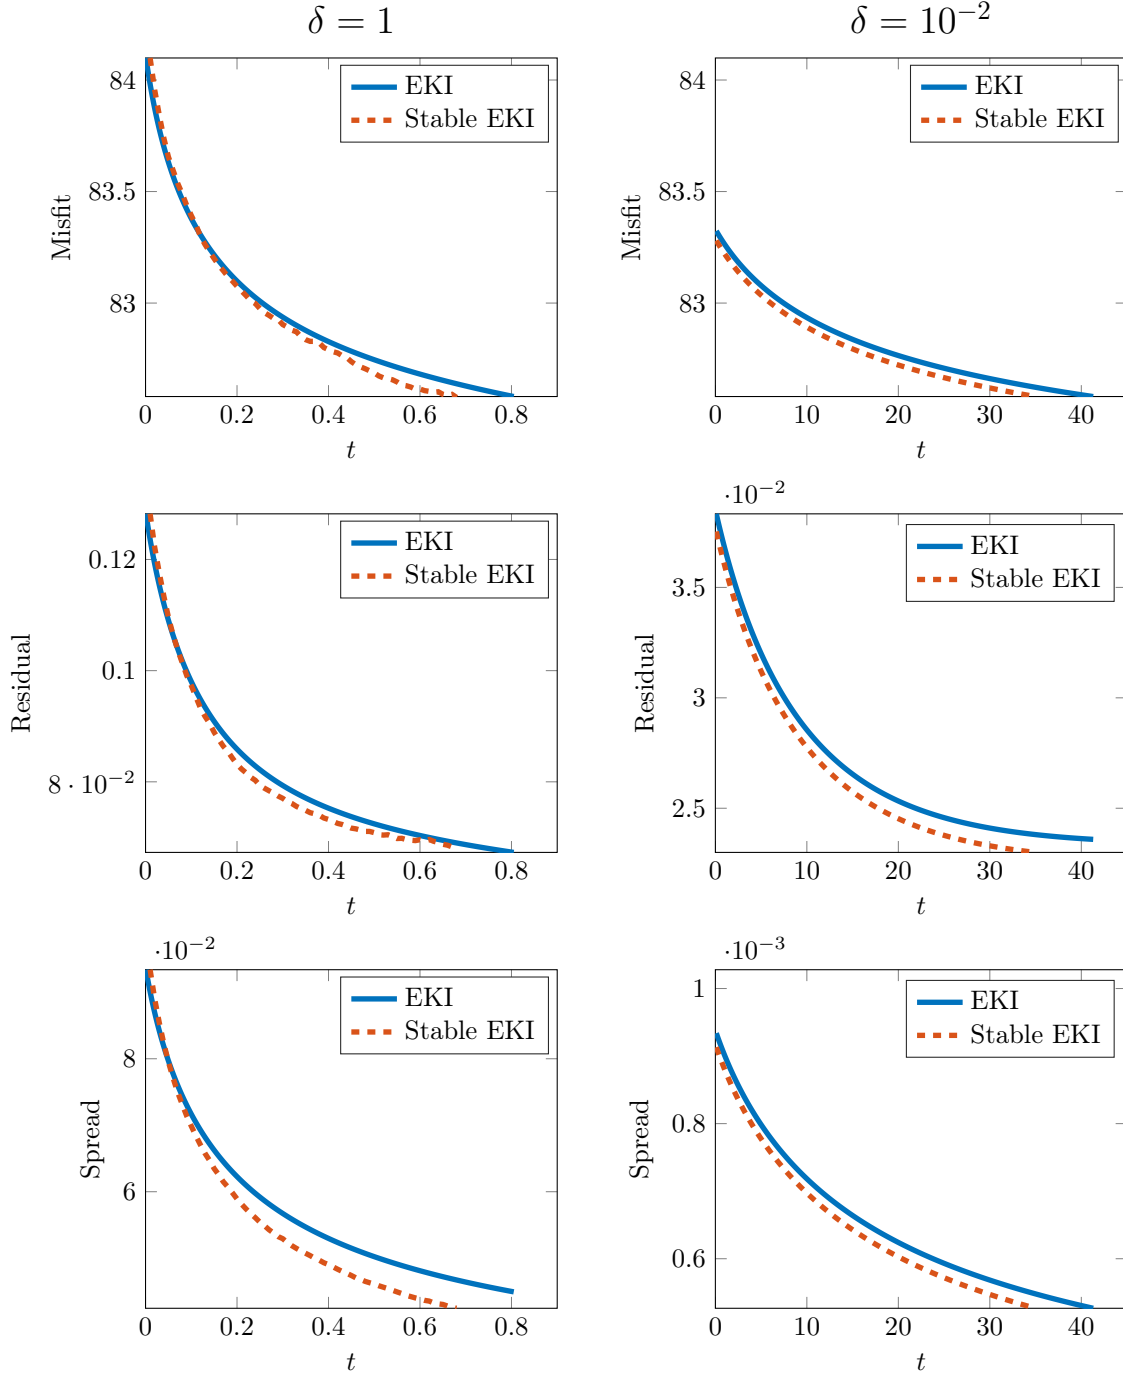 δ = 1
δ = 10⁻²
84
83.5
83
Misfit
EKI
Stable EKI
0
0.2
0.4
0.6
0.8
t
84
83.5
83
Misfit
EKI
Stable EKI
0
10
20
30
40
t
0.12
0.1
8 · 10⁻²
Residual
EKI
Stable EKI
0
0.2
0.4
0.6
0.8
t
·10⁻²
3.5
3
2.5
Residual
EKI
Stable EKI
0
10
20
30
40
t
·10⁻²
8
6
Spread
EKI
Stable EKI
0
0.2
0.4
0.6
0.8
t
·10⁻³
1
0.8
0.6
Spread
EKI
Stable EKI
0
10
20
30
40
t